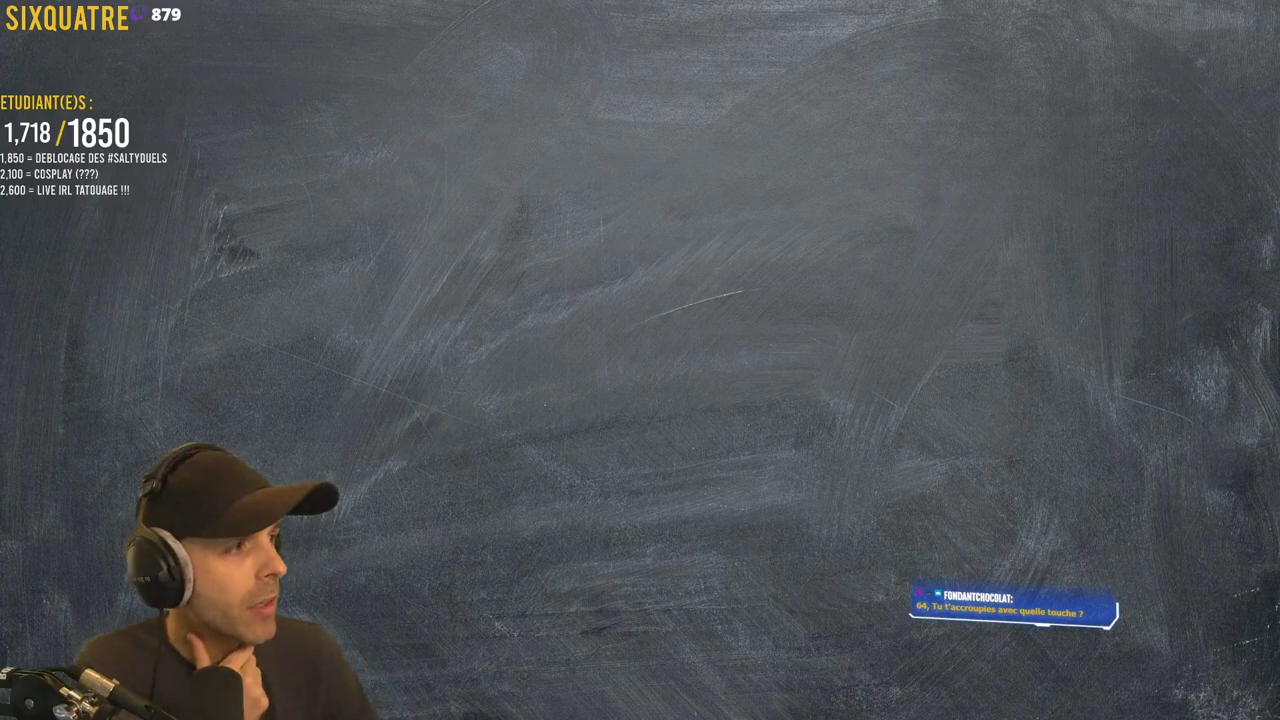 SIXQUATRE 879
ETUDIANT(E)S :
1,718 /1850
1,850 = DEBLOCAGE DES #SALTYDUELS
2,100 = COSPLAY (???)
2,600 = LIVE IRL TATOUAGE !!!
FONDANTCHOCOLAT:
64, Tu t'accroupies avec quelle touche ?